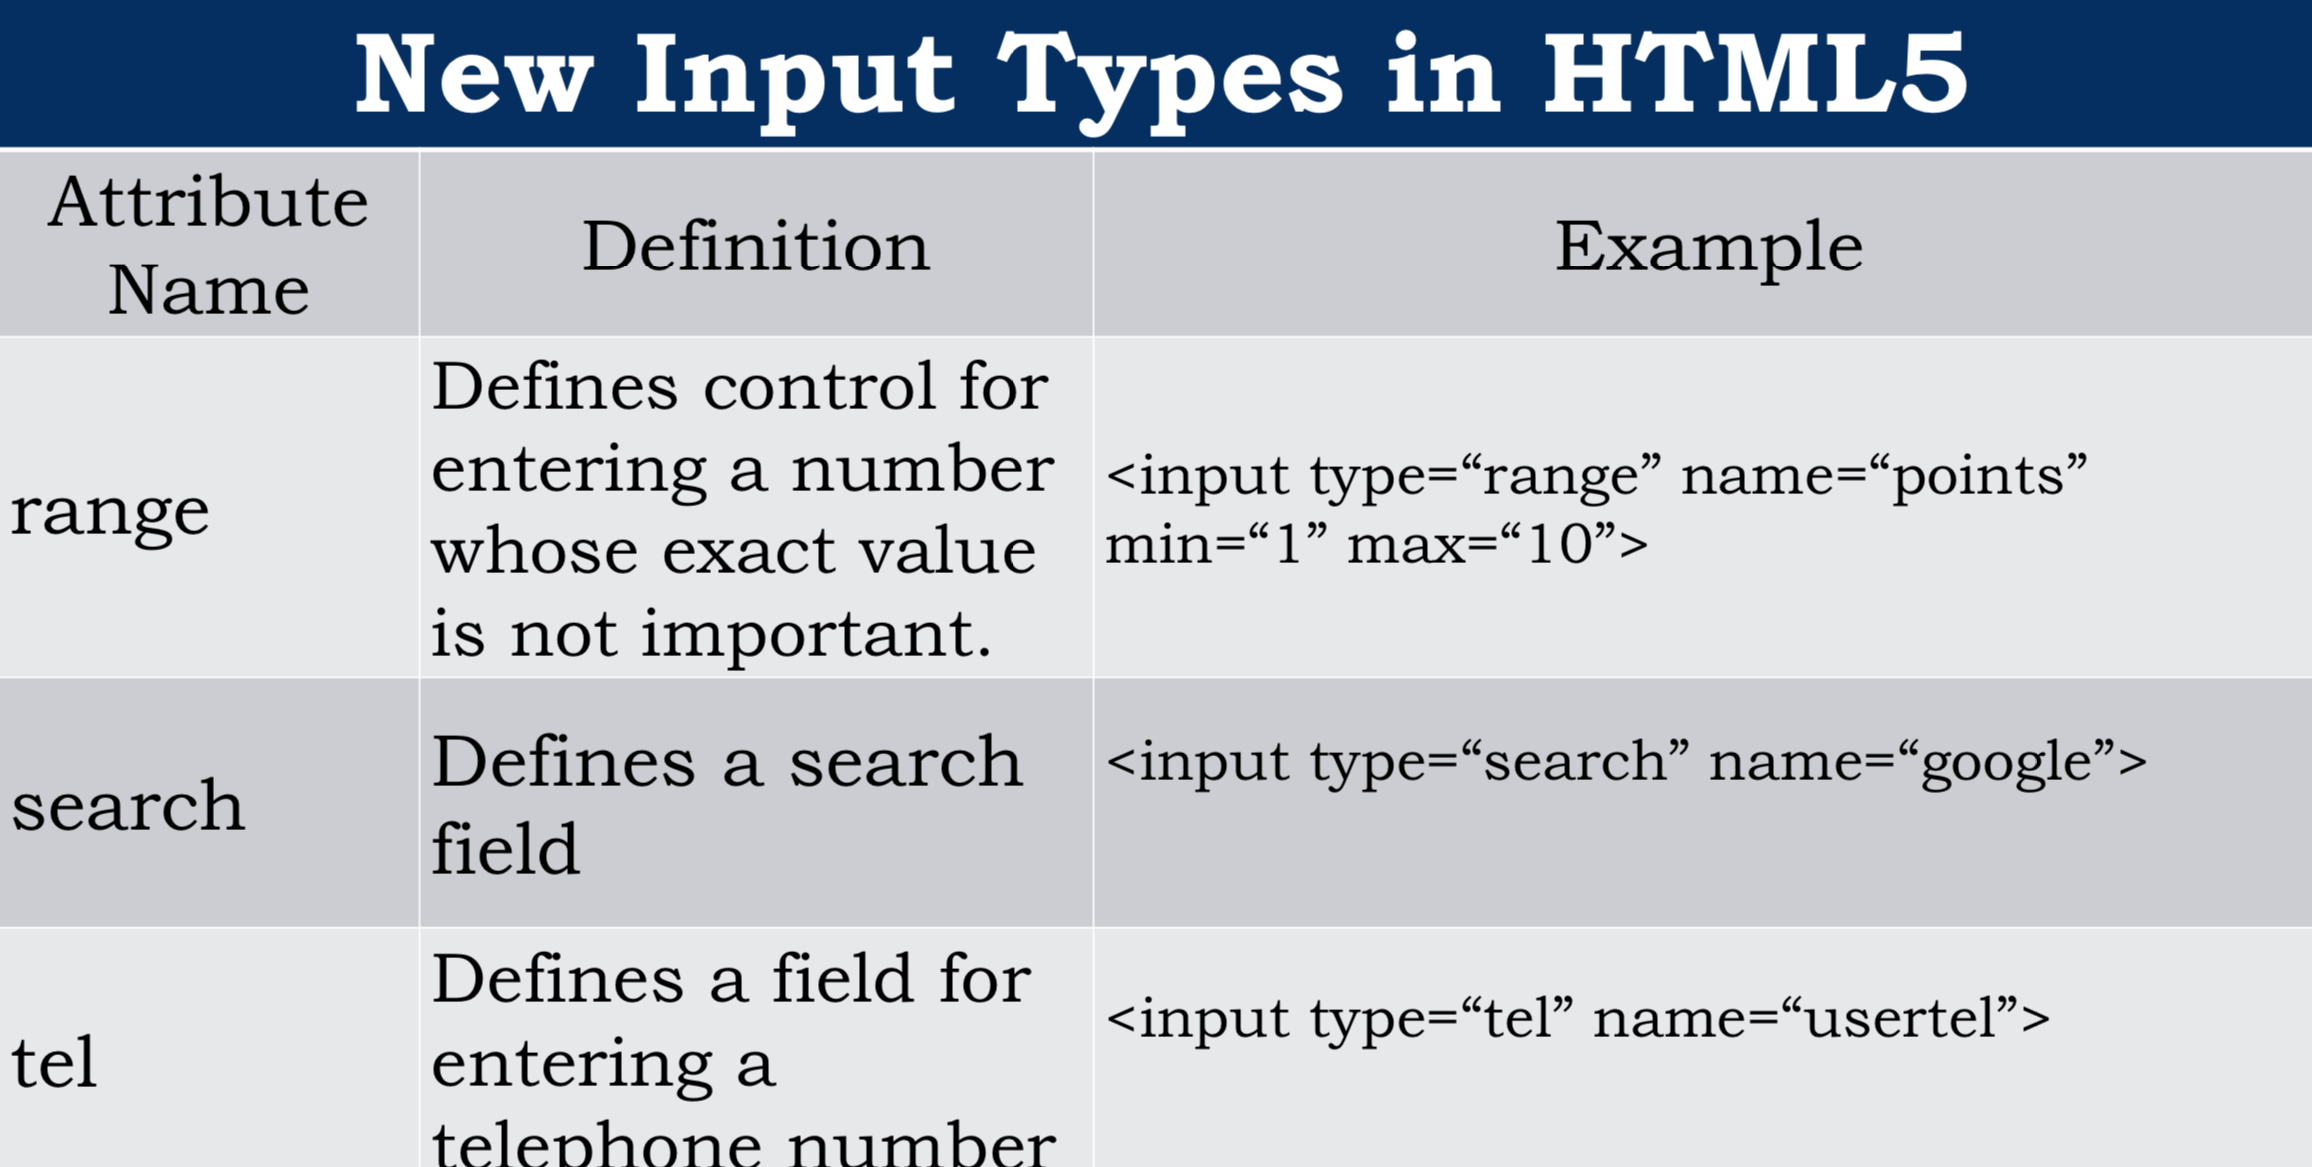 New Input Types in HTML5
Attribute
Name
Definition
Example
range
Defines control for
entering a number
whose exact value
is not important.
<input type=“range” name=“points”
min=“1” max=“10”>
search
Defines a search
field
<input type=“search” name=“google”>
tel
Defines a field for
entering a
telephone number
<input type=“tel” name=“usertel”>